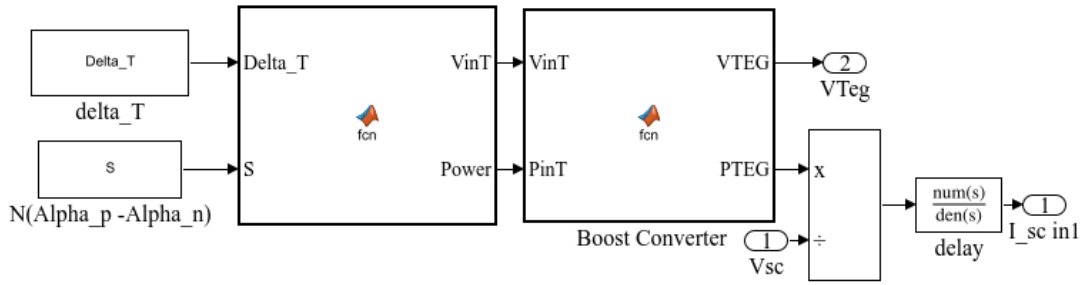 Delta_T
delta_T
S
N(Alpha_p -Alpha_n)
Delta_T
VinT
S
Power
fcn
VinT
VTEG
PinT
PTEG
fcn
Boost Converter
2
VTeg
1
Vsc
x
÷
num(s)
den(s)
delay
1
I_sc in1